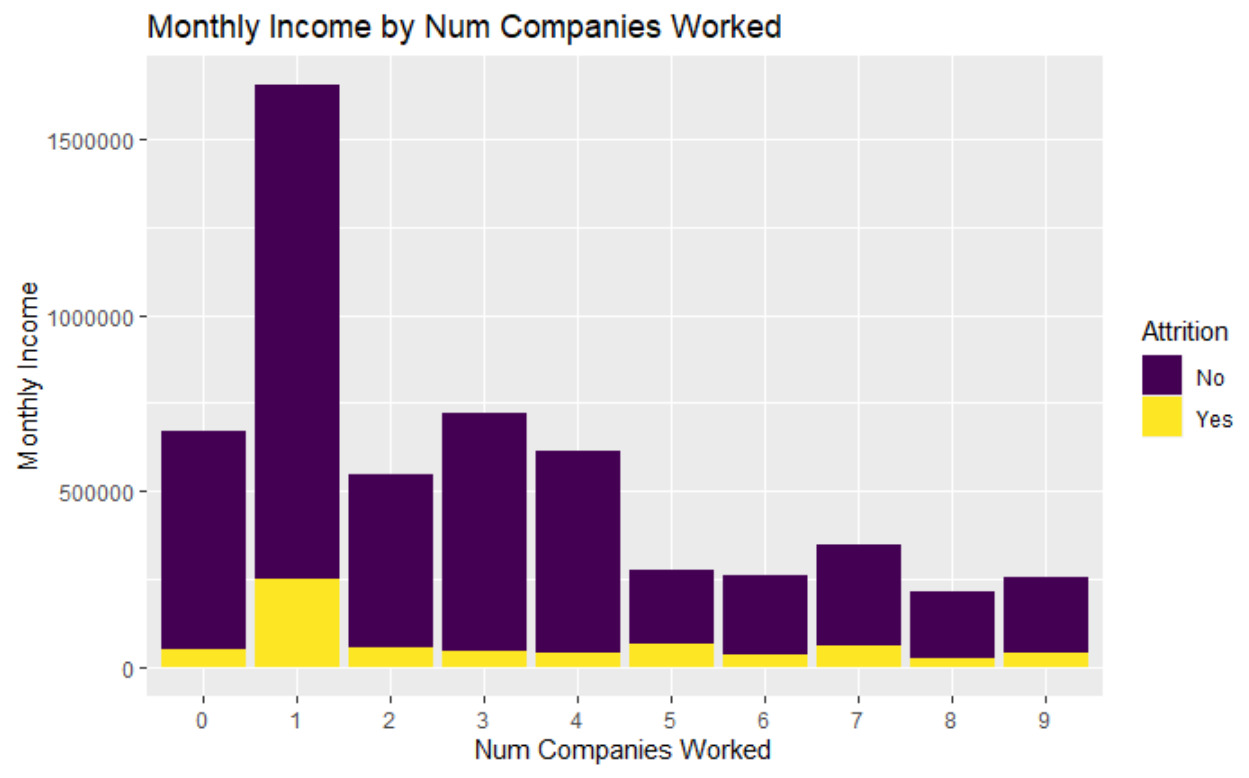 Monthly Income by Num Companies Worked
Monthly Income
1500000
1000000
500000
0
0 1 2 3 4 5 6 7 8 9
Num Companies Worked
Attrition
No
Yes